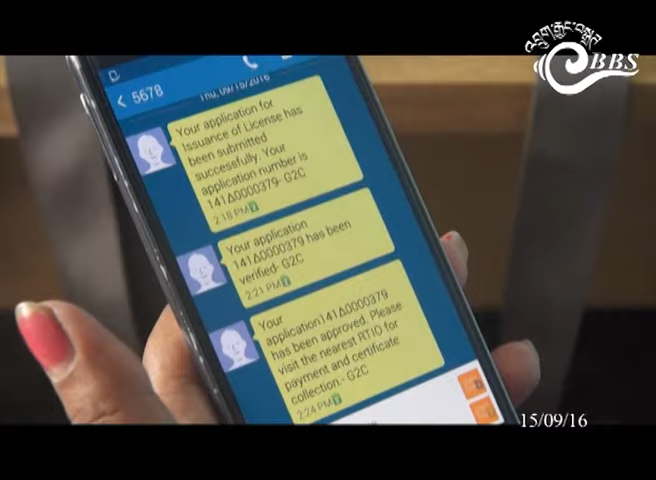 འབྲུག་རྒྱང་བསྒྲགས
BBS
5678
Thu, 09/15/2016
Your application for
Issuance of License has
been submitted
successfully. Your
application number is
141Δ0000379- G2C
2:18 PM
Your application
141Δ0000379 has been
verified- G2C
2:21 PM
Your
application141Δ0000379
has been approved. Please
visit the nearest RTIO for
payment and certificate
collection.- G2C
2:24 PM
15/09/16